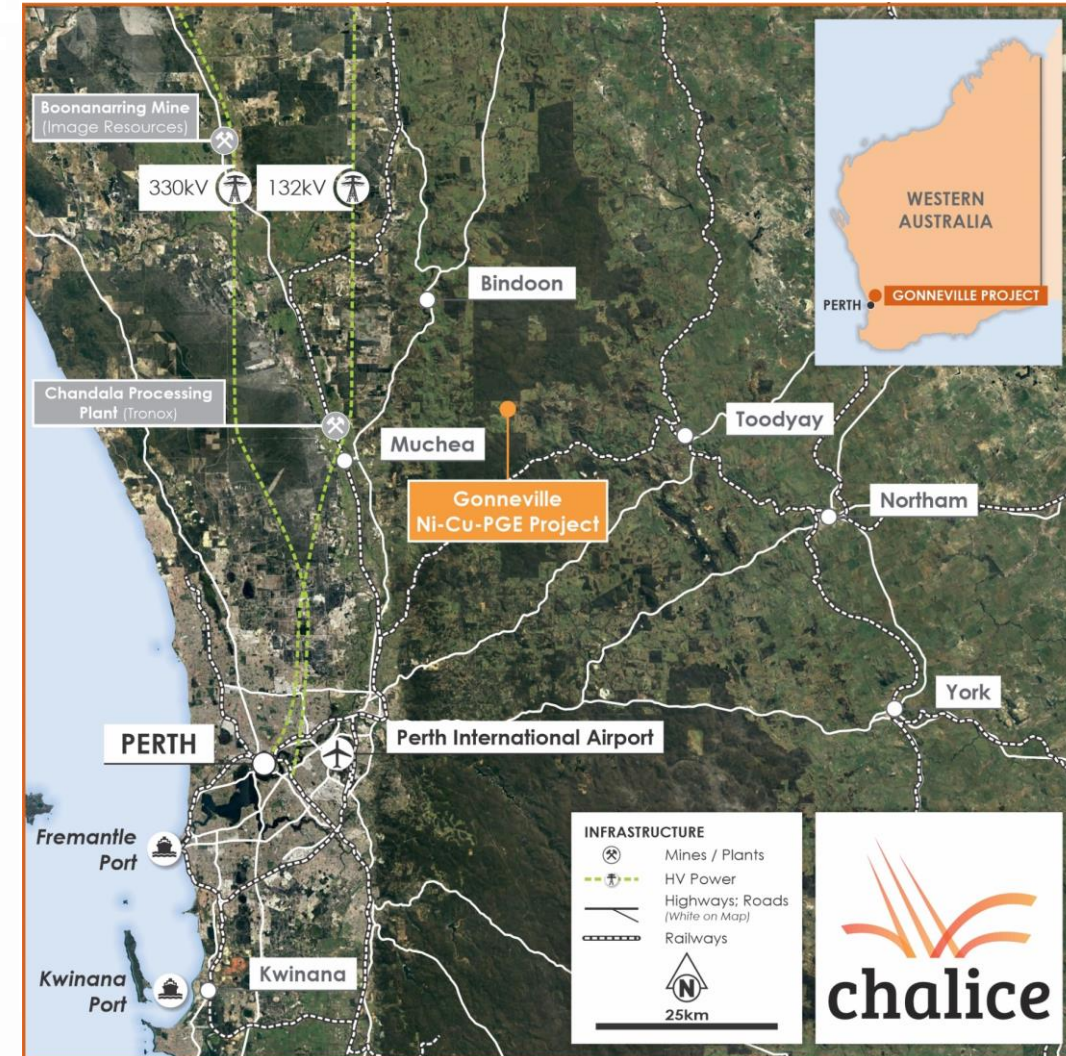 Boonanarring Mine
(Image Resources)
330kV
132kV
Bindoon
WESTERN
AUSTRALIA
PERTH
GONNEVILLE PROJECT
Chandala Processing
Plant (Tronox)
Muchea
Toodyay
Gonneville
Ni-Cu-PGE Project
Northam
York
PERTH
Perth International Airport
Fremantle
Port
Kwinana
Port
Kwinana
INFRASTRUCTURE
Mines / Plants
HV Power
Highways; Roads
(White on Map)
Railways
N
25km
chalice